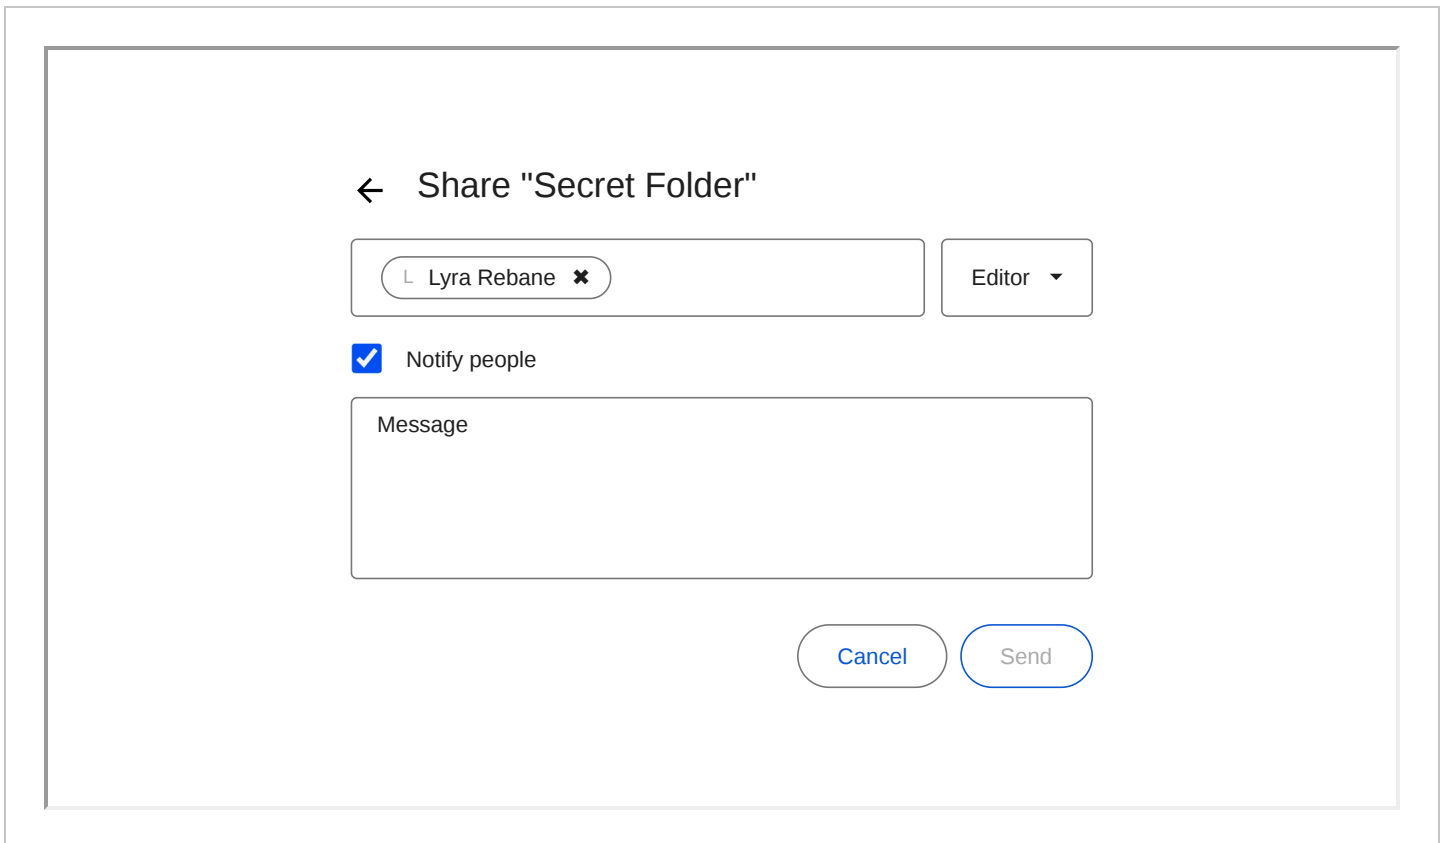 Share "Secret Folder"
L Lyra Rebane ✖ Editor
Notify people
Message
Cancel Send